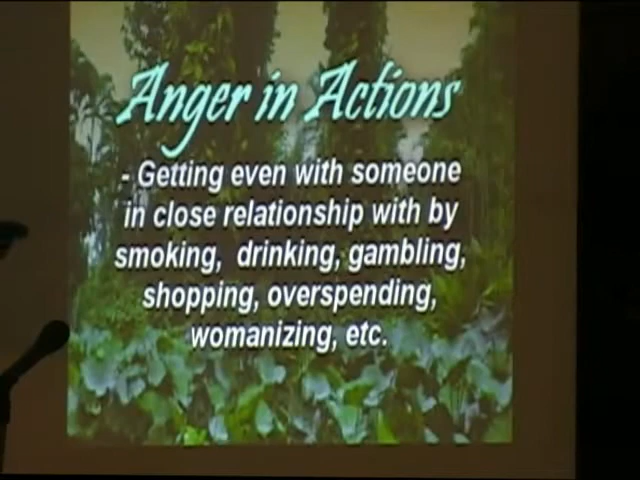 Anger in Actions
- Getting even with someone
in close relationship with by
smoking,  drinking, gambling,
shopping, overspending,
womanizing, etc.